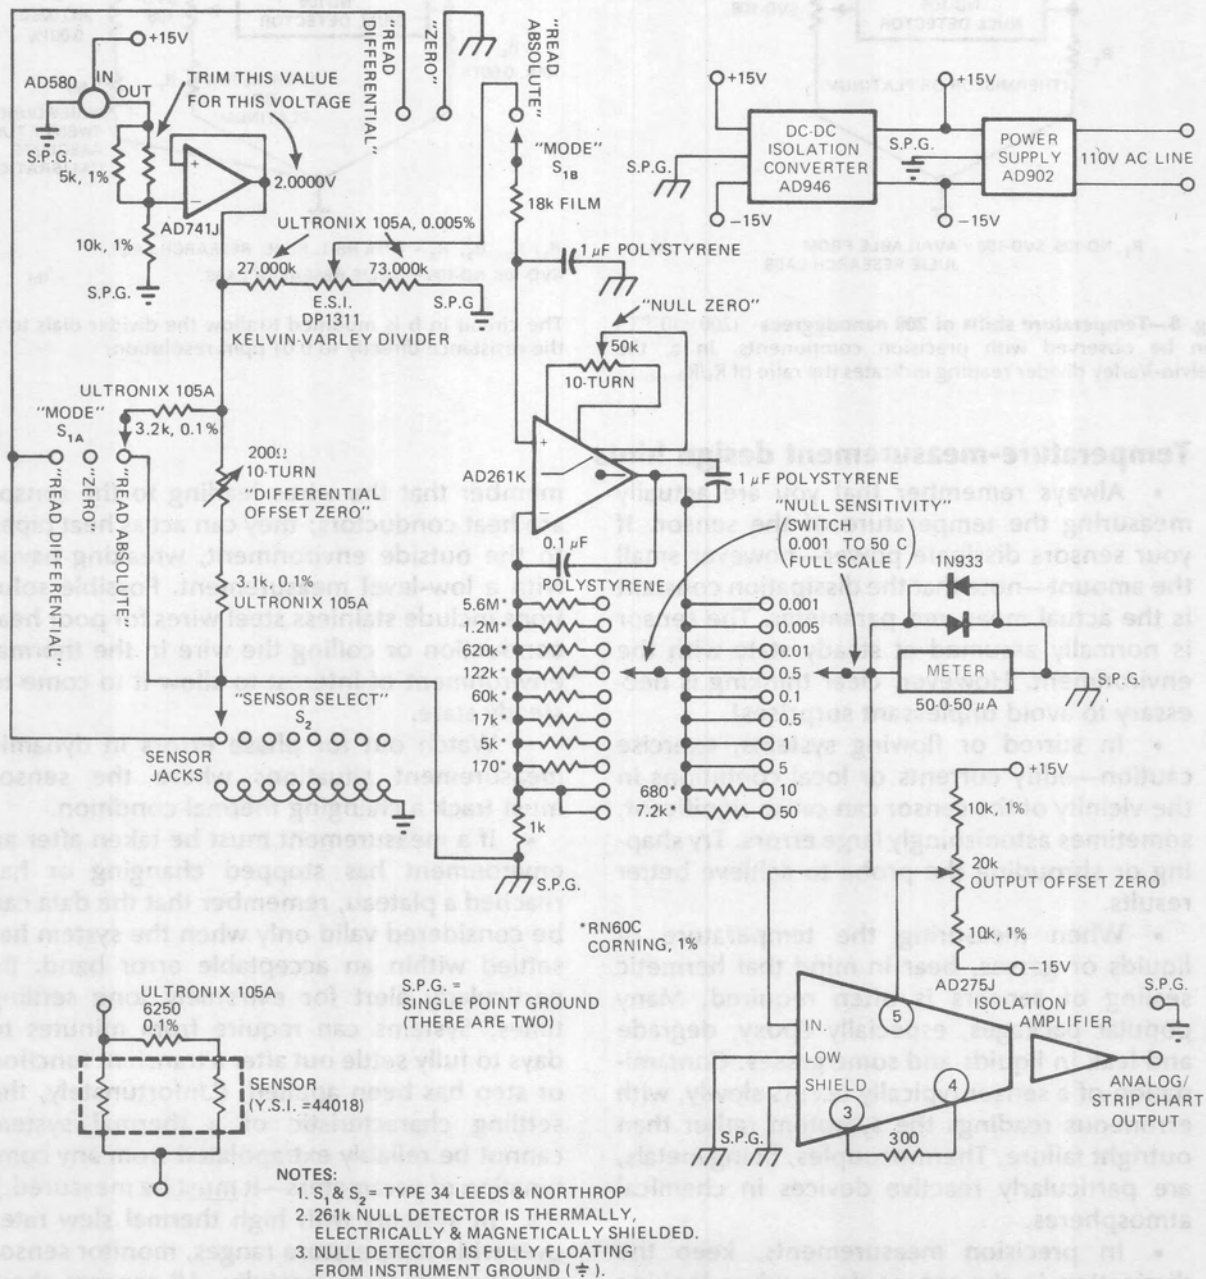 +15V
AD580
IN
OUT
S.P.G.
TRIM THIS VALUE
FOR THIS VOLTAGE
5k, 1%
+
−
2.0000V
AD741J
10k, 1%
S.P.G.
ULTRONIX 105A, 0.005%
27.000k
73.000k
E.S.I.
DP1311
S.P.G
KELVIN-VARLEY DIVIDER
"READ
DIFFERENTIAL"
"ZERO"
"READ
ABSOLUTE"
"MODE"
S1B
18k FILM
1 μF POLYSTYRENE
+15V
+15V
DC-DC
ISOLATION
CONVERTER
AD946
S.P.G.
S.P.G.
POWER
SUPPLY
AD902
110V AC LINE
−15V
−15V
"NULL ZERO"
50k
10-TURN
+
−
AD261K
1 μF POLYSTYRENE
ULTRONIX 105A
"MODE"
S1A
3.2k, 0.1%
"READ DIFFERENTIAL"
"ZERO"
"READ ABSOLUTE"
200Ω
10-TURN
"DIFFERENTIAL
OFFSET ZERO"
3.1k, 0.1%
ULTRONIX 105A
"SENSOR SELECT"
S2
SENSOR
JACKS
0.1 μF
POLYSTYRENE
"NULL SENSITIVITY"
SWITCH
0.001 TO 50 C
(FULL SCALE)
1N933
5.6M*
0.001
1.2M*
0.005
620k*
0.01
122k*
0.5
60k*
0.1
17k*
0.5
5k*
1
170*
5
680*
10
7.2k*
50
1k
S.P.G.
METER
50-0-50 μA
S.P.G.
+15V
10k, 1%
20k
OUTPUT OFFSET ZERO
10k, 1%
−15V
*RN60C
CORNING, 1%
AD275J
ISOLATION
AMPLIFIER
IN.
LOW
SHIELD
5
4
3
300
S.P.G.
S.P.G.
ANALOG/
STRIP CHART
OUTPUT
ULTRONIX 105A
6250
0.1%
SENSOR
(Y.S.I. 44018)
S.P.G. =
SINGLE POINT GROUND
(THERE ARE TWO)
NOTES:
1. S1 & S2 = TYPE 34 LEEDS & NORTHROP
2. 261k NULL DETECTOR IS THERMALLY,
ELECTRICALLY & MAGNETICALLY SHIELDED.
3. NULL DETECTOR IS FULLY FLOATING
FROM INSTRUMENT GROUND (⏚).